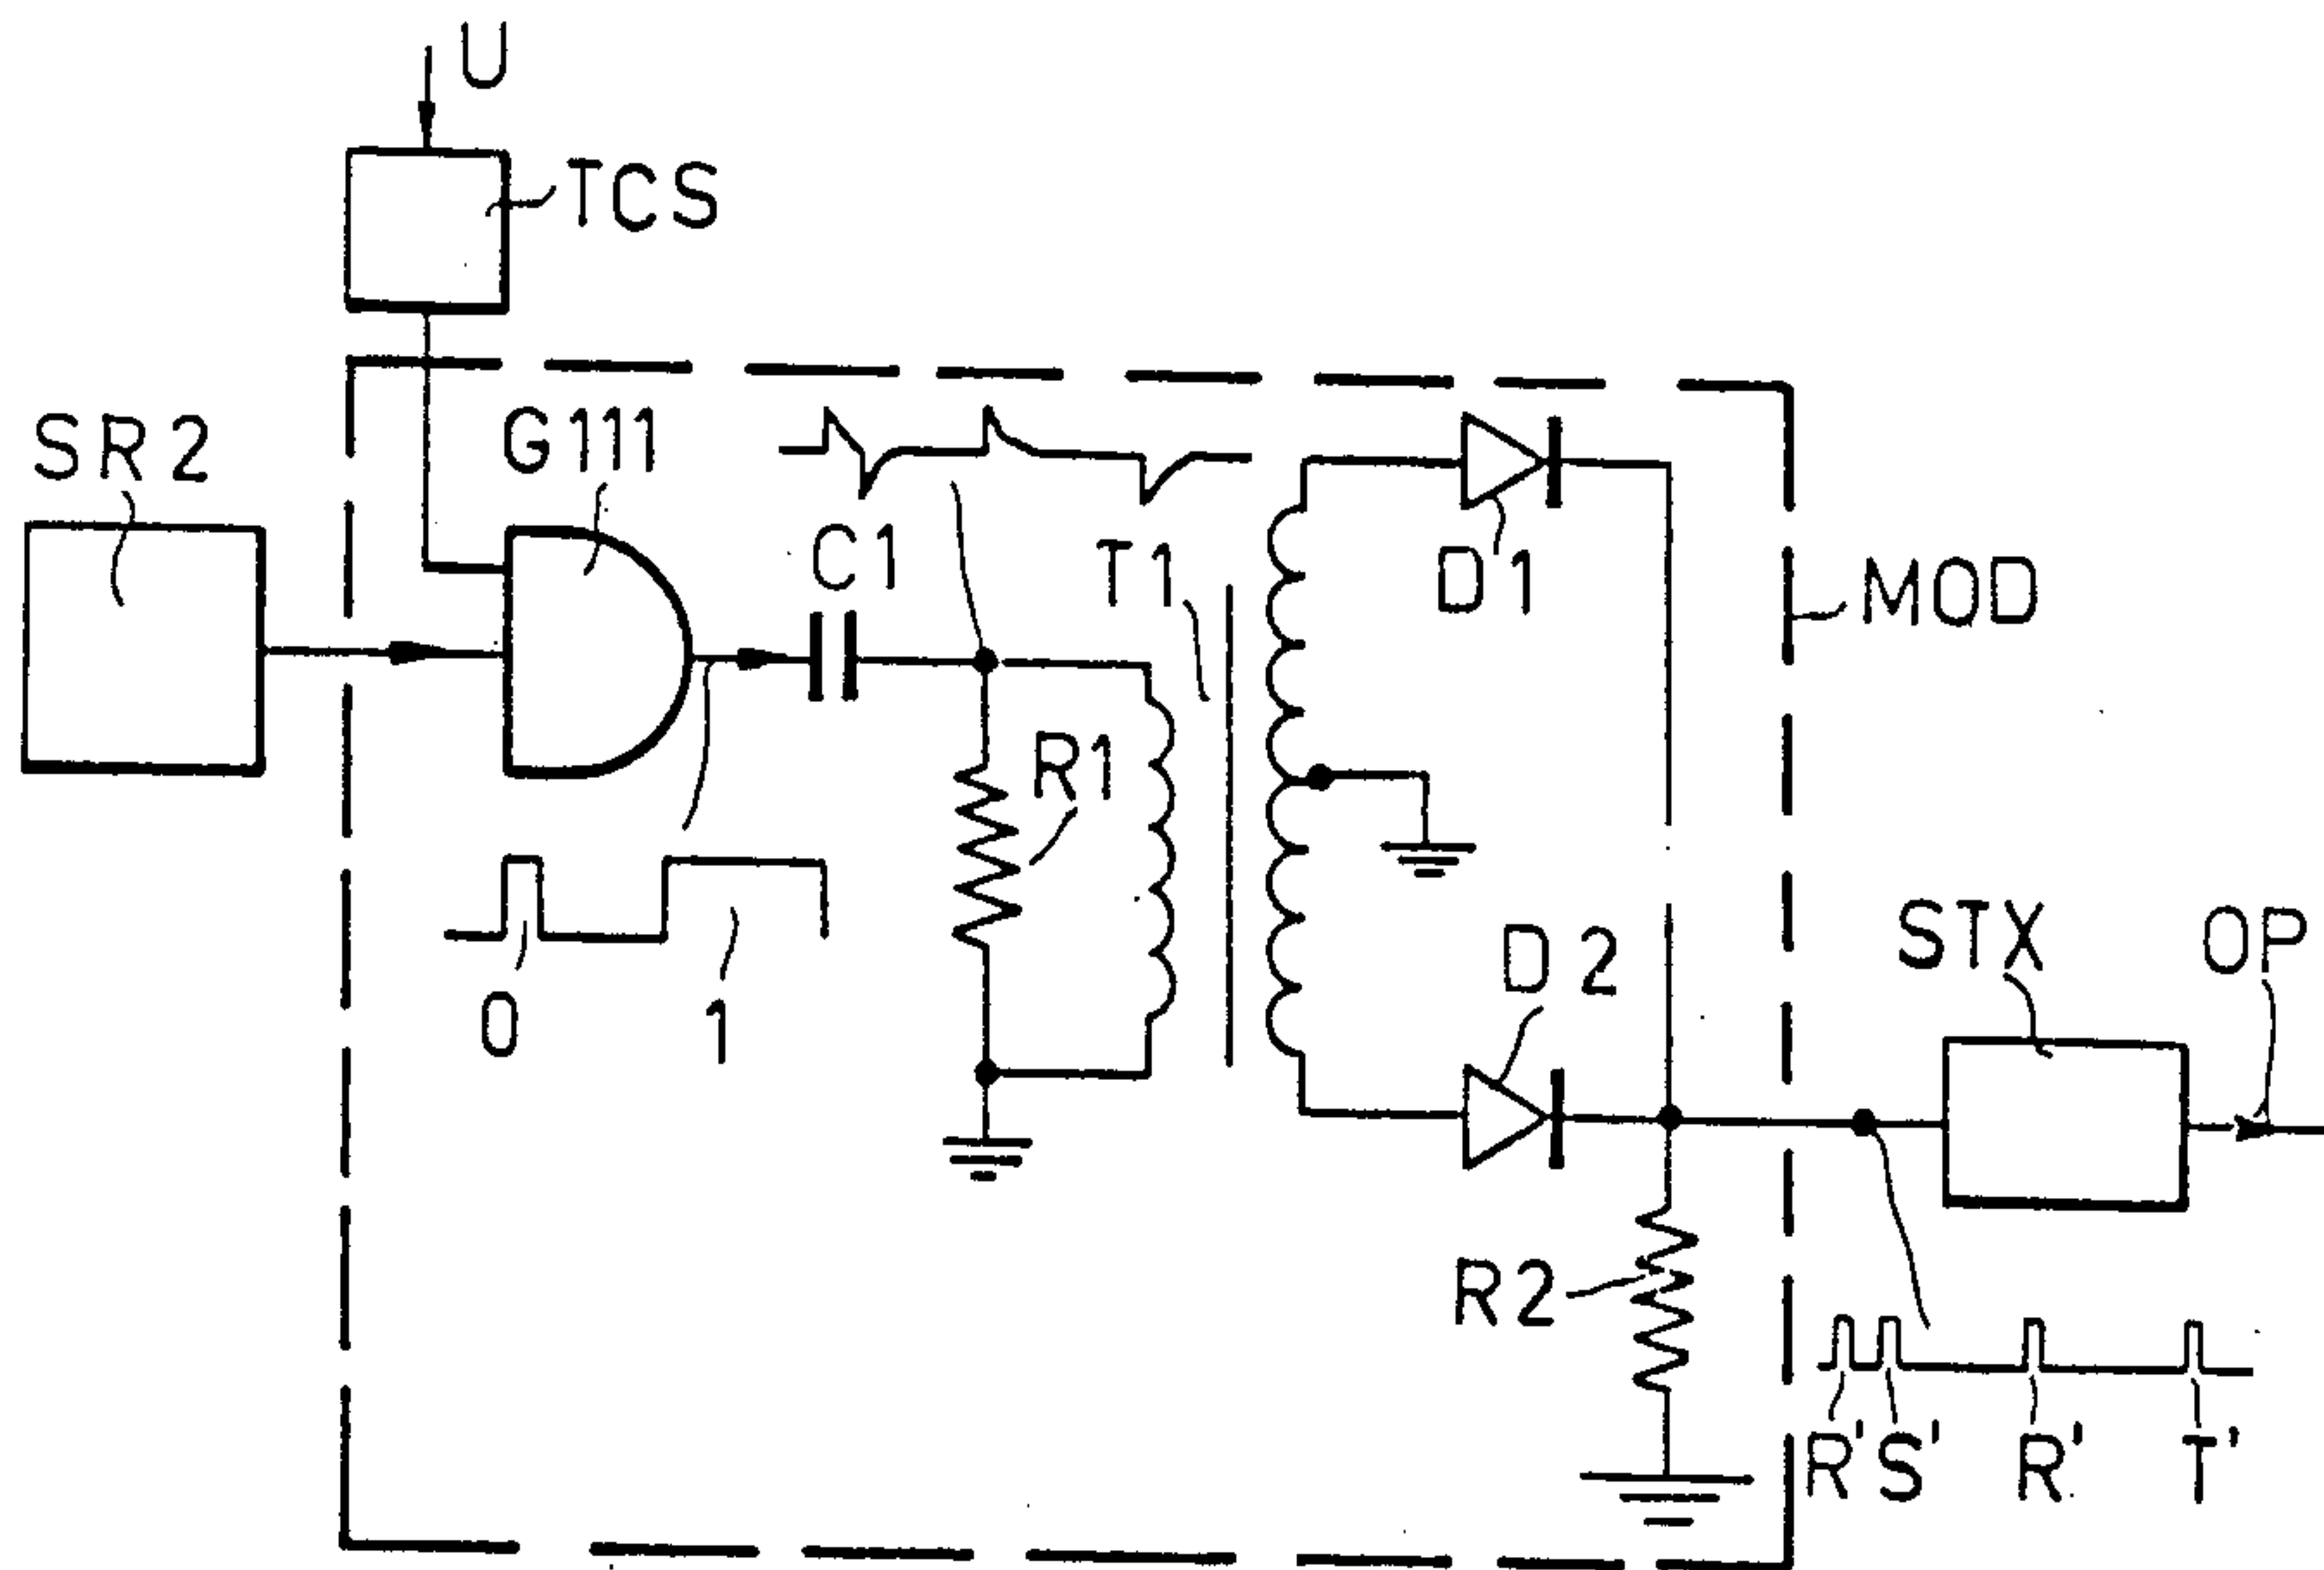 U
TCS
SR2
G111
C1
T1
D1
MOD
R1
0
1
D2
STX
OP
R2
R' S' R' T'